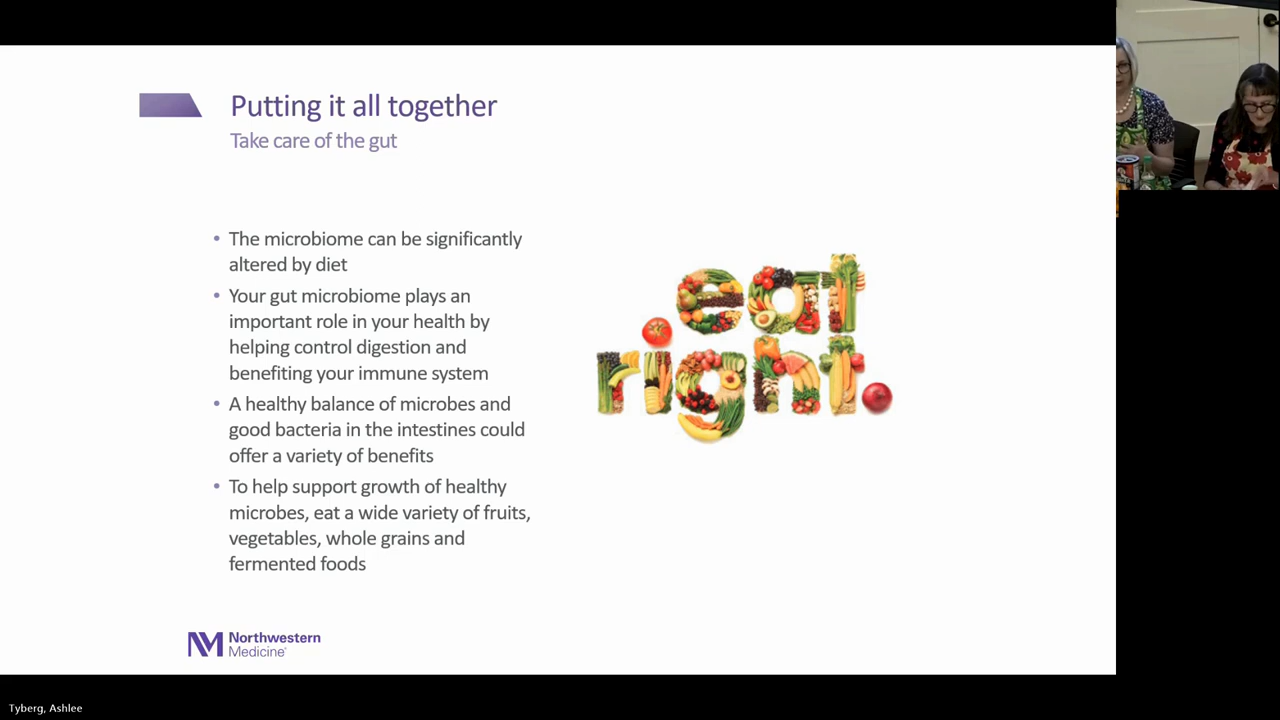 Putting it all together
Take care of the gut
• The microbiome can be significantly
altered by diet
• Your gut microbiome plays an
important role in your health by
helping control digestion and
benefiting your immune system
• A healthy balance of microbes and
good bacteria in the intestines could
offer a variety of benefits
• To help support growth of healthy
microbes, eat a wide variety of fruits,
vegetables, whole grains and
fermented foods
eat
right.
NM Northwestern
Medicine®
Tyberg, Ashlee